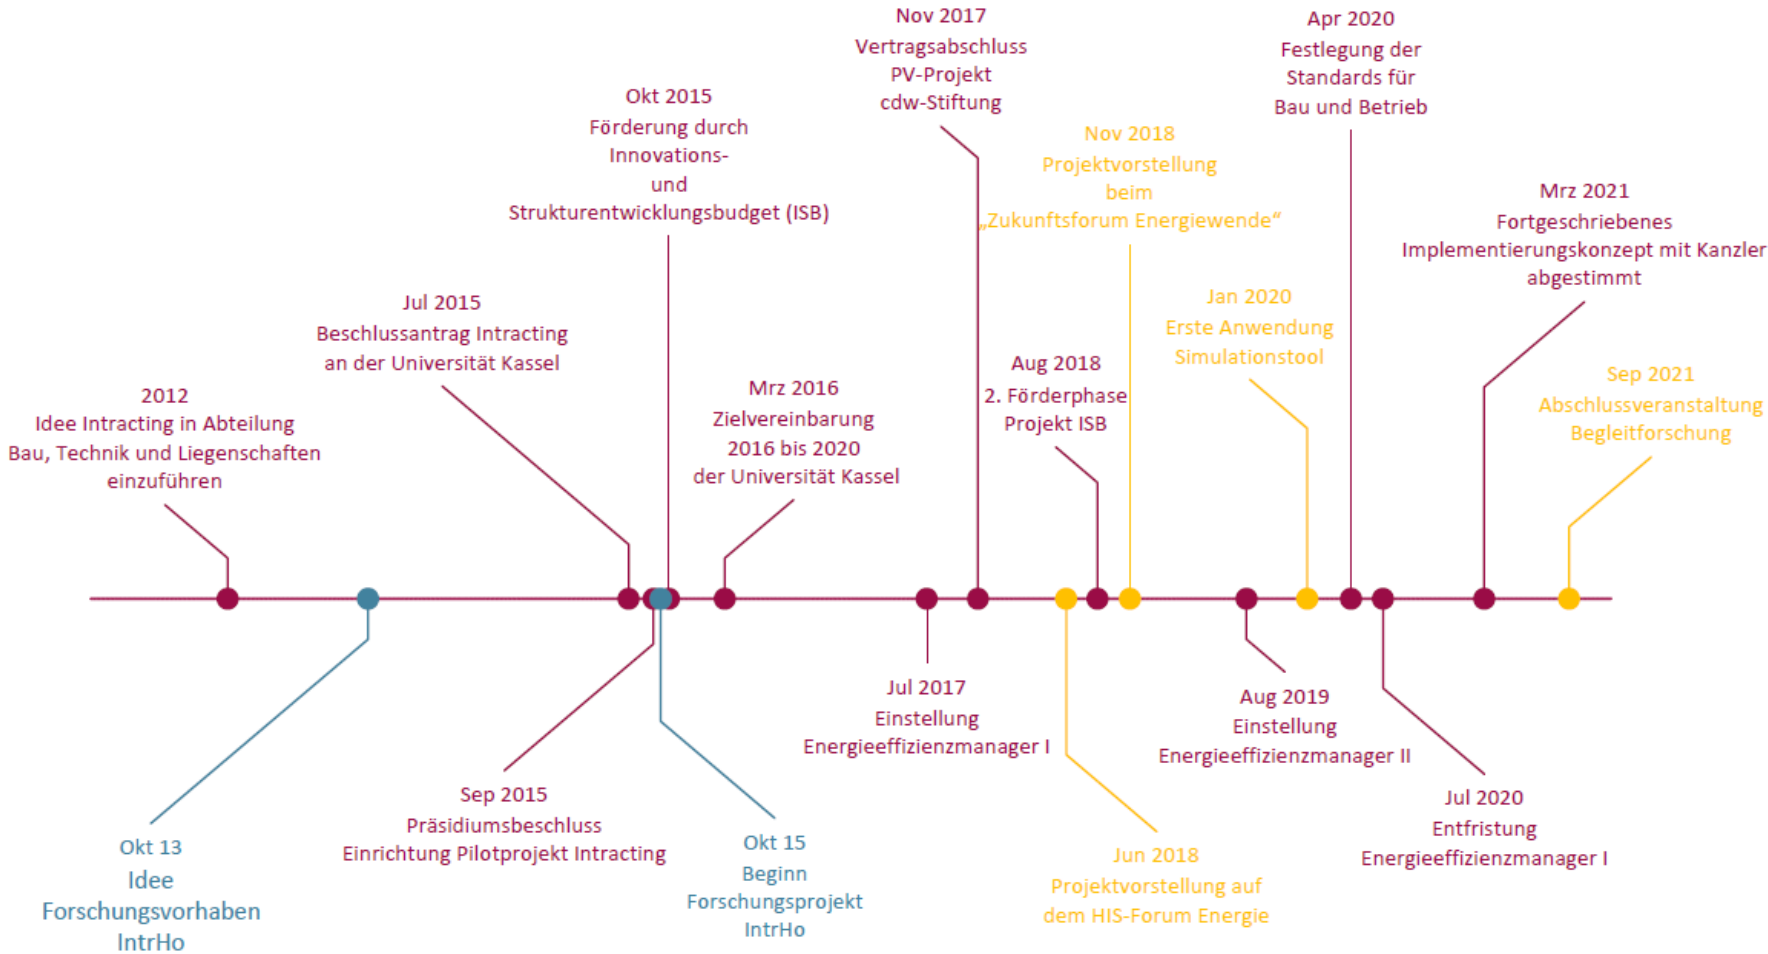 2012
Idee Intracting in Abteilung
Bau, Technik und Liegenschaften
einzuführen
Okt 13
Idee
Forschungsvorhaben
IntrHo
Jul 2015
Beschlussantrag Intracting
an der Universität Kassel
Sep 2015
Präsidiumsbeschluss
Einrichtung Pilotprojekt Intracting
Okt 2015
Förderung durch
Innovations-
und
Strukturentwicklungsbudget (ISB)
Okt 15
Beginn
Forschungsprojekt
IntrHo
Mrz 2016
Zielvereinbarung
2016 bis 2020
der Universität Kassel
Jul 2017
Einstellung
Energieeffizienzmanager I
Nov 2017
Vertragsabschluss
PV-Projekt
cdw-Stiftung
Jun 2018
Projektvorstellung auf
dem HIS-Forum Energie
Aug 2018
2. Förderphase
Projekt ISB
Nov 2018
Projektvorstellung
beim
„Zukunftsforum Energiewende“
Aug 2019
Einstellung
Energieeffizienzmanager II
Jan 2020
Erste Anwendung
Simulationstool
Apr 2020
Festlegung der
Standards für
Bau und Betrieb
Jul 2020
Entfristung
Energieeffizienzmanager I
Mrz 2021
Fortgeschriebenes
Implementierungskonzept mit Kanzler
abgestimmt
Sep 2021
Abschlussveranstaltung
Begleitforschung